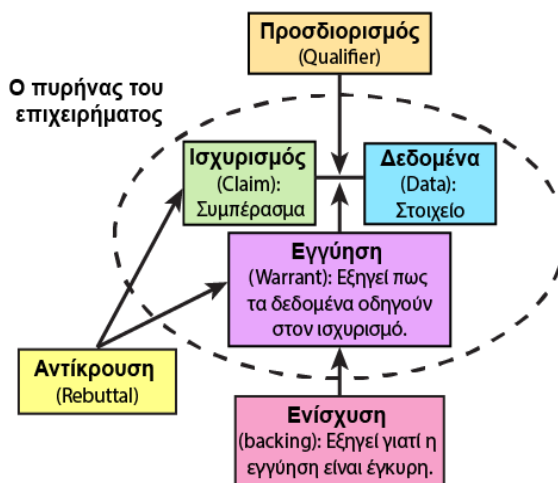 Προσδιορισμός
(Qualifier)
Ο πυρήνας του
επιχειρήματος
Ισχυρισμός
(Claim):
Συμπέρασμα
Δεδομένα
(Data):
Στοιχείο
Εγγύηση
(Warrant): Εξηγεί πως
τα δεδομένα οδηγούν
στον ισχυρισμό.
Αντίκρουση
(Rebuttal)
Ενίσχυση
(backing): Εξηγεί γιατί η
εγγύηση είναι έγκυρη.